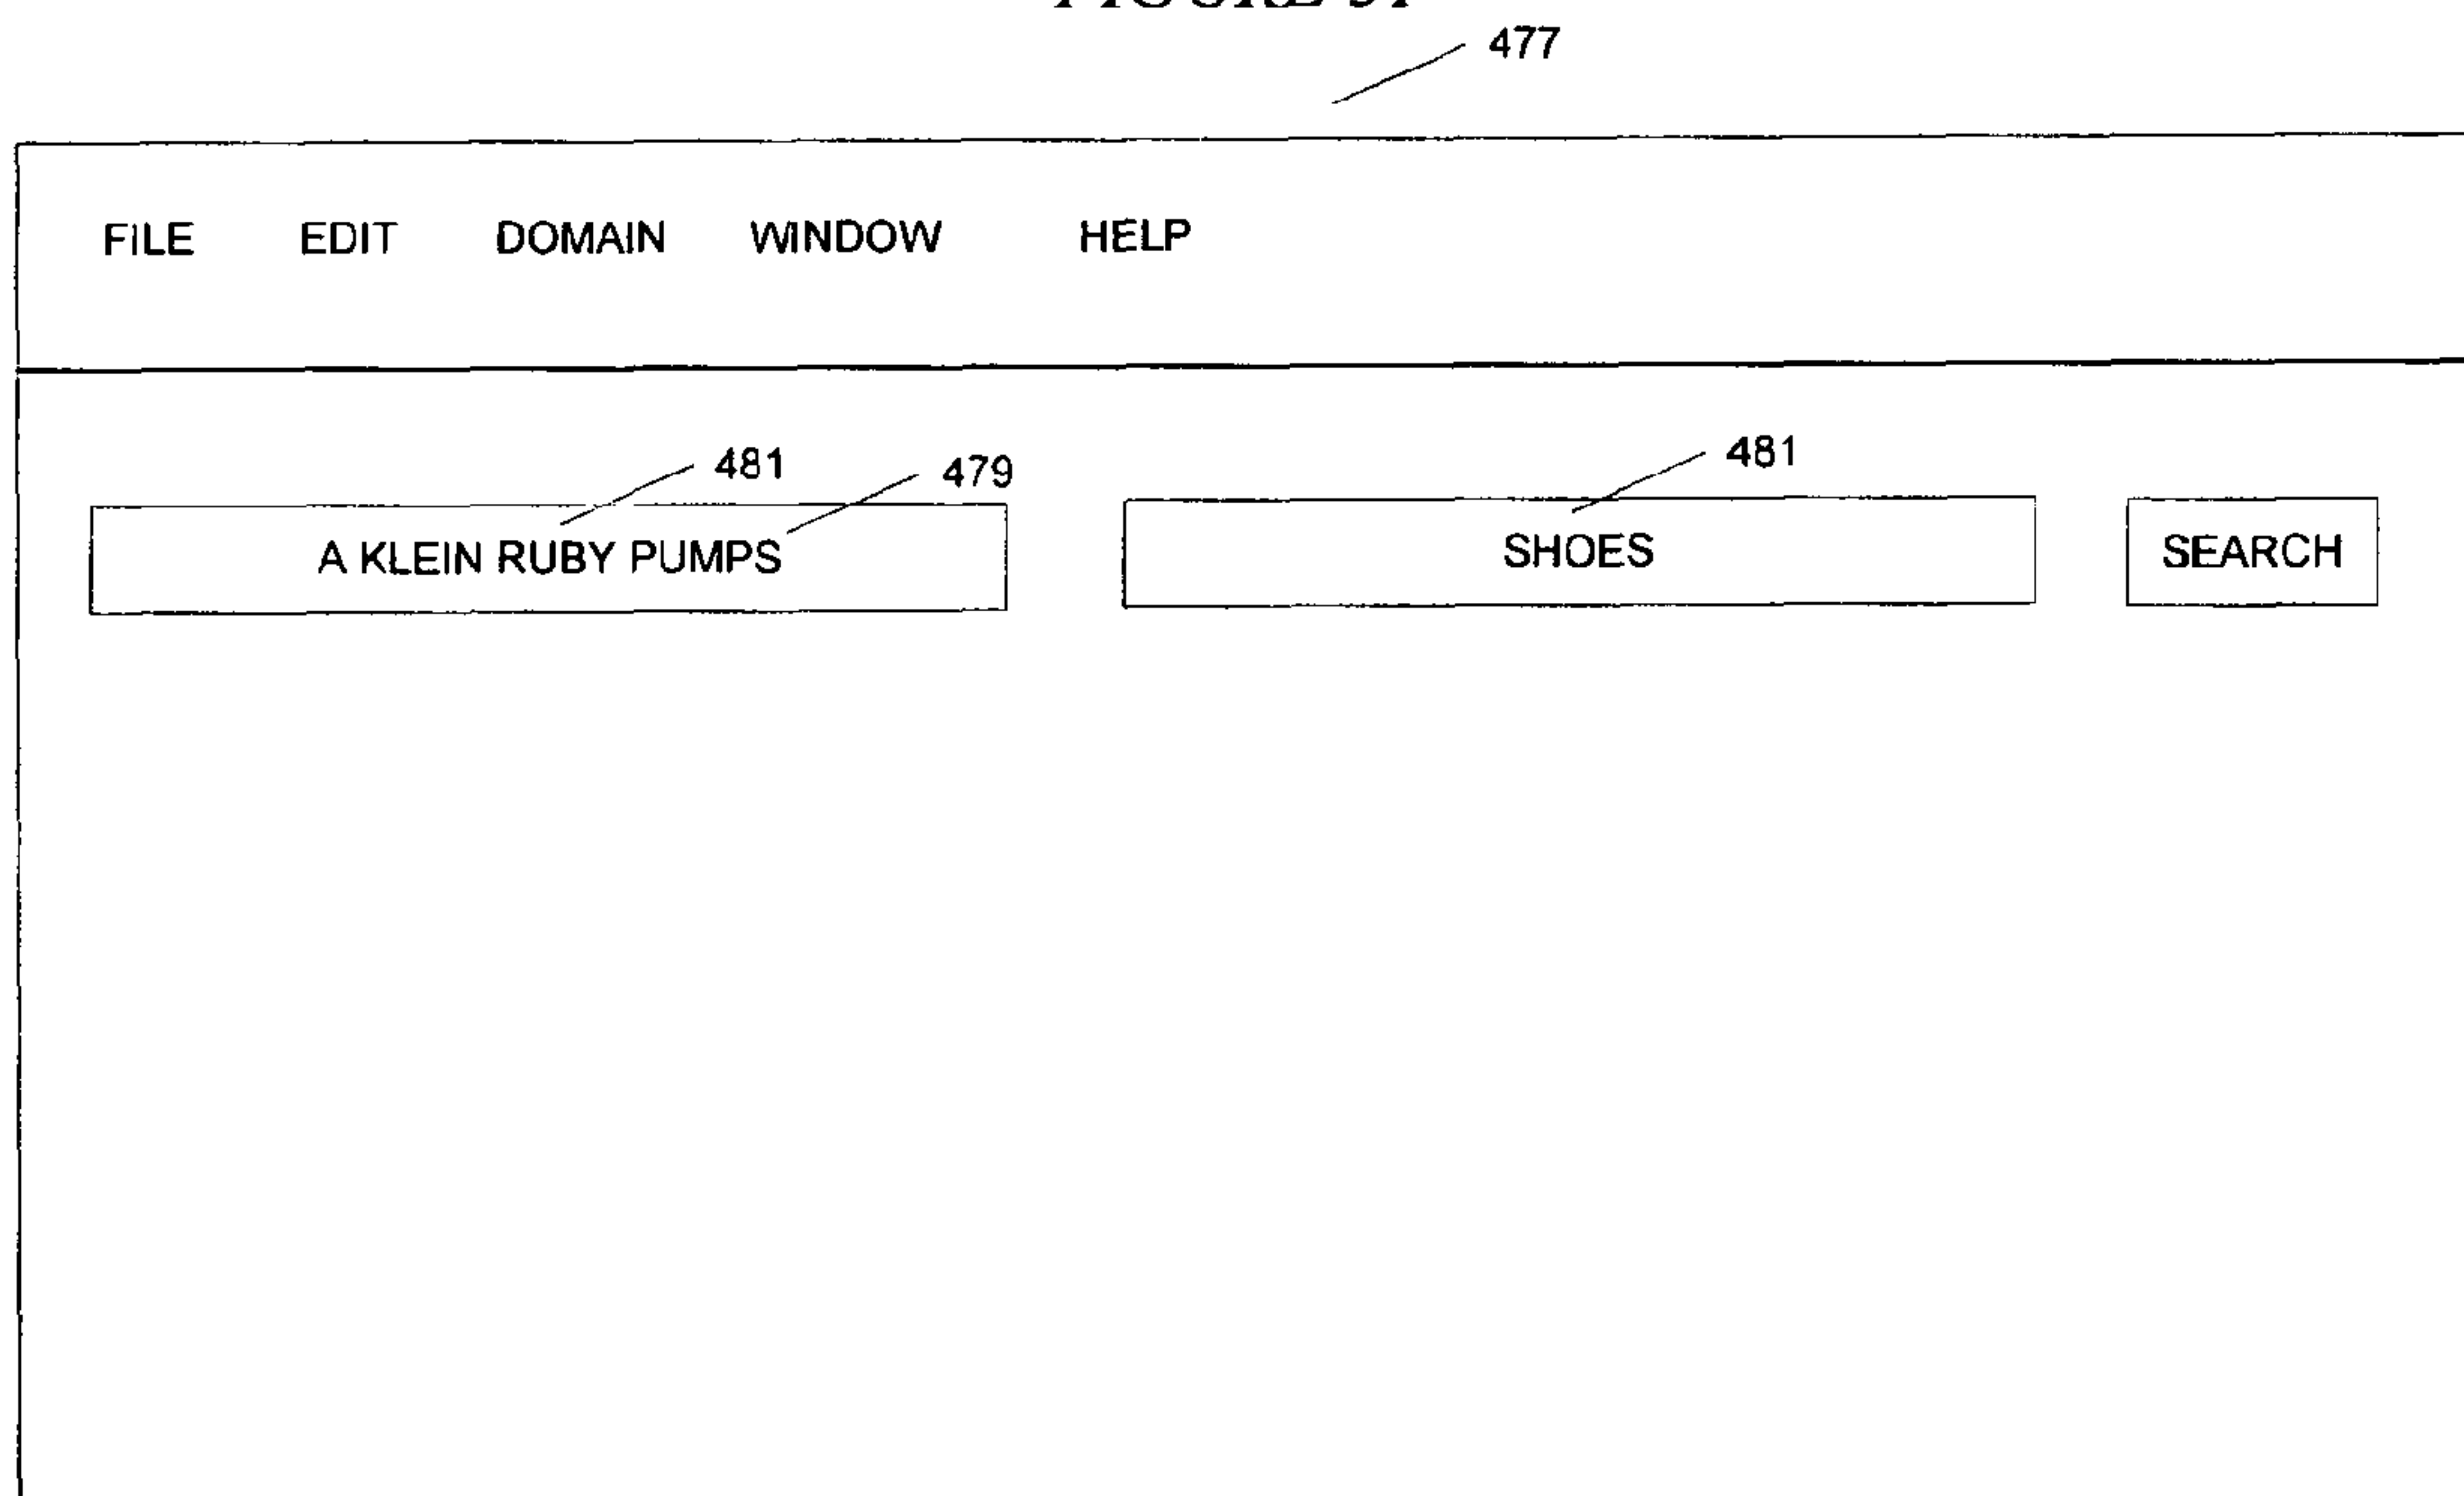 477
FILE EDIT DOMAIN WINDOW HELP
481 479 481
A KLEIN RUBY PUMPS SHOES SEARCH